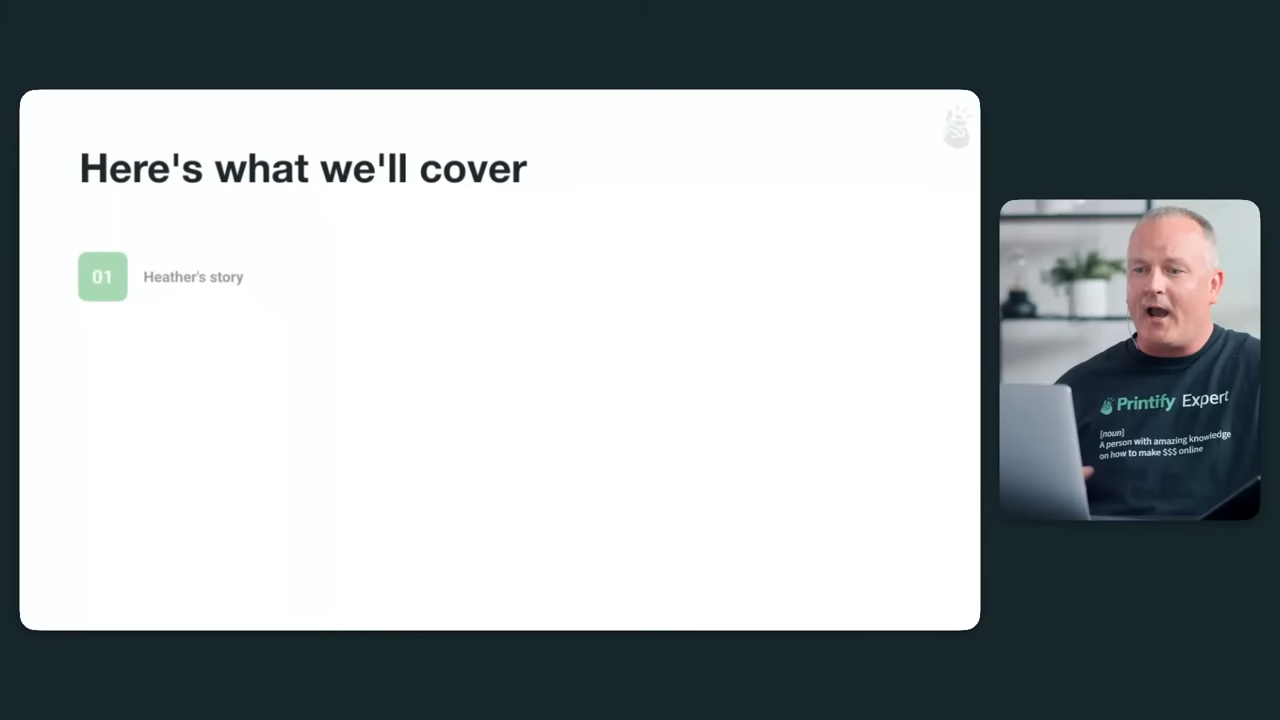 Here's what we'll cover
01 Heather's story
Printify Expert
[noun]
A person with amazing knowledge
on how to make $$$ online